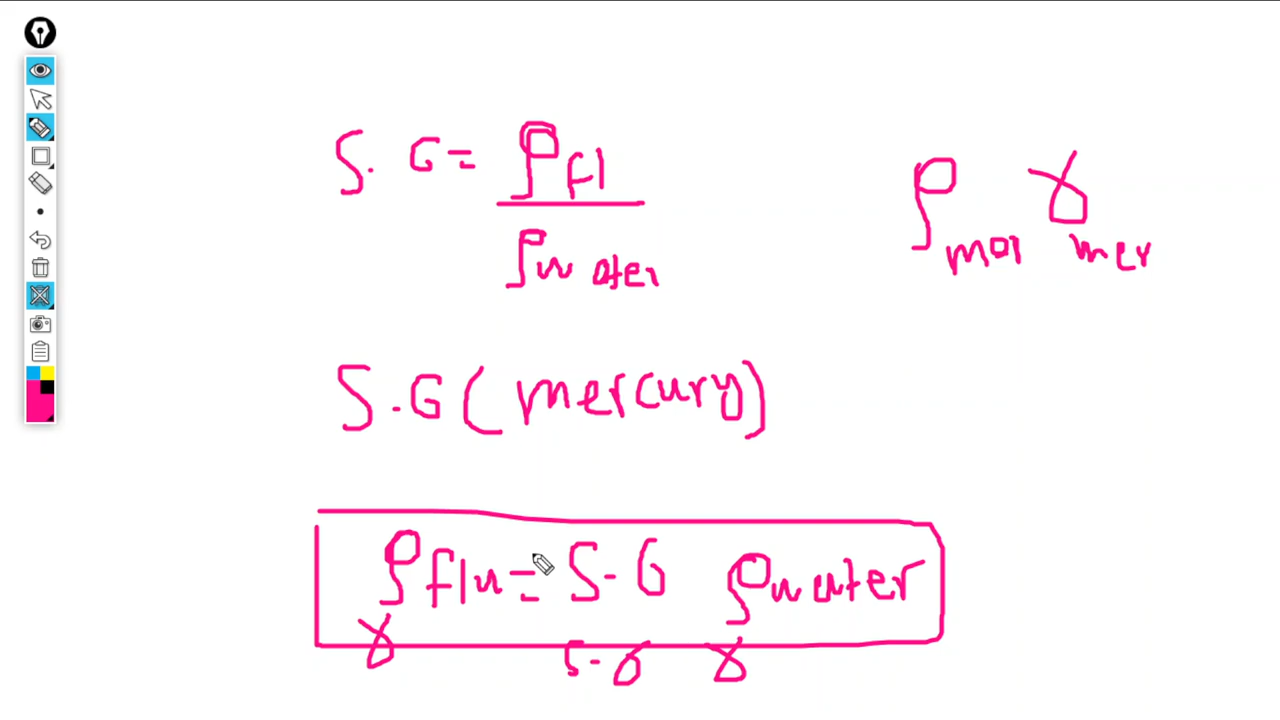 S. G = ρfl / ρwater
ρmer γmer
S.G (mercury)
ρflu = S-G ρwater
γ S-G γ